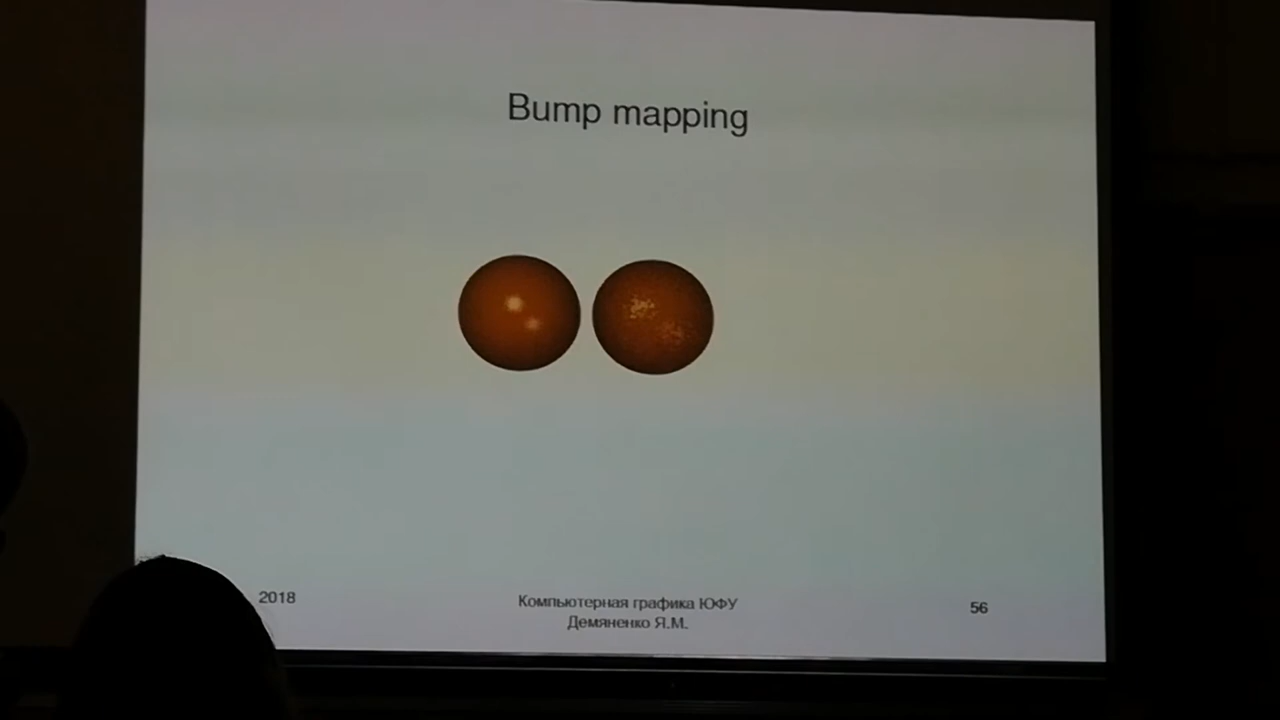 Bump mapping
2018
Компьютерная графика ЮФУ
Демяненко Я.М.
56